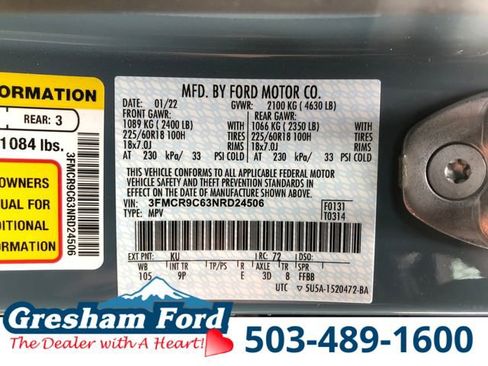 ORMATION
REAR: 3
1084 lbs.
OWNERS
UAL FOR
DITIONAL
ORMATION
3FMCR9C63NRD24506
MFD. BY FORD MOTOR CO.
DATE: 01/22 GVWR: 2100 KG ( 4630 LB)
FRONT GAWR: REAR GAWR:
1089 KG ( 2400 LB) WITH 1066 KG ( 2350 LB)
225/60R18 100H TIRES 225/60R18 100H
18x7.0J RIMS 18x7.0J
AT 230 kPa/ 33 PSI COLD AT 230 kPa/ 33 PSI COLD
THIS VEHICLE CONFORMS TO ALL APPLICABLE FEDERAL MOTOR
VEHICLE SAFETY AND THEFT PREVENTION STANDARDS IN
EFFECT ON THE DATE OF MANUFACTURE SHOWN ABOVE.
VIN: 3FMCR9C63NRD24506 F0131
TYPE: MPV T0314
EXT PNT: KU RC: 72 DSO:
WB INT TR TP/PS R AXLE TR SPR
105 9P E 3D 8 FFBB
UTC 5U5A-1520472-BA
Gresham Ford
The Dealer with A Heart!
503-489-1600